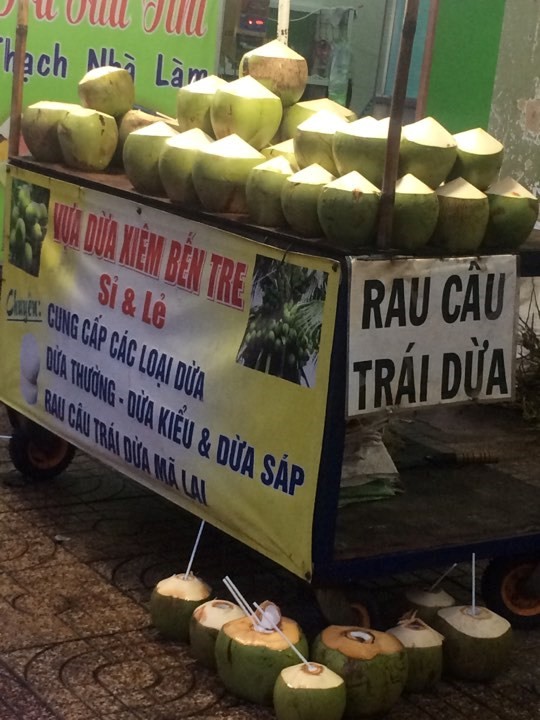 Thạch Nhà Làm
VỰA DỪA XIÊM BẾN TRE
Sỉ & Lẻ
Chuyên:
CUNG CẤP CÁC LOẠI DỪA
DỪA THƯỜNG - DỪA KIỂU & DỪA SÁP
RAU CÂU TRÁI DỪA MÃ LAI
RAU CÂU
TRÁI DỪA